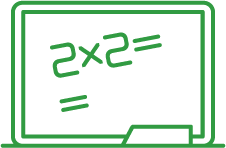 2×2=
=